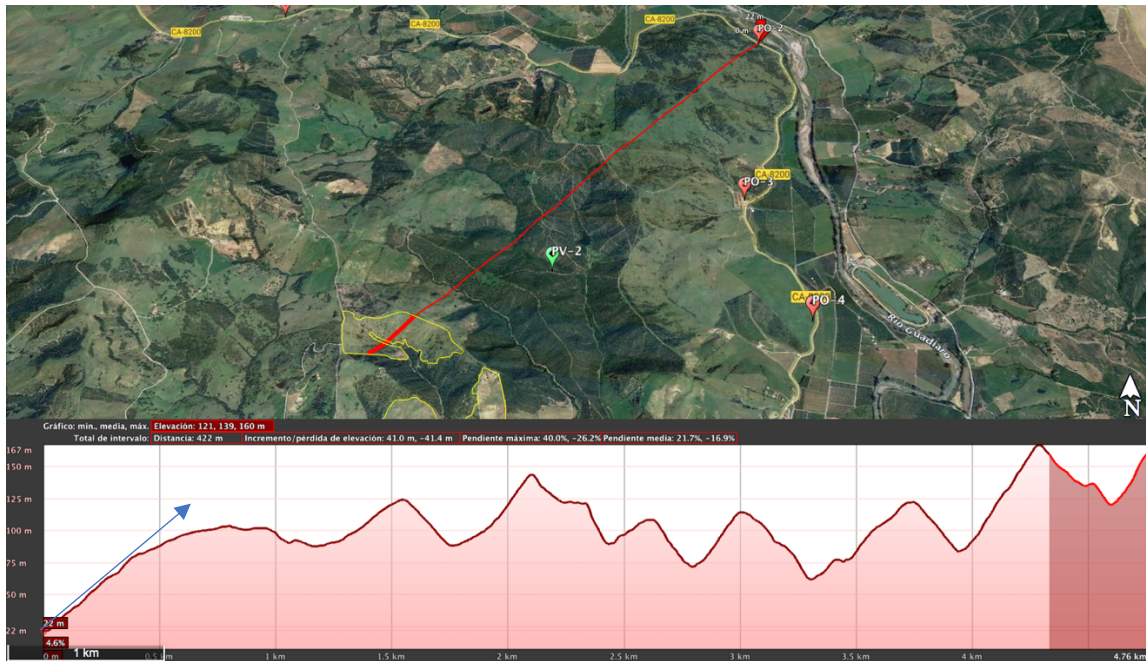 CA-8200
CA-8200
CA-8200
22 m
0 m
PO-2
CA-8200
PO-3
PV-2
PO-4
Río Guadiaro
N
Gráfico: mín., media, máx. Elevación: 121, 139, 160 m
Total de intervalo: Distancia: 422 m Incremento/pérdida de elevación: 41.0 m, -41.4 m Pendiente máxima: 40.0%, -26.2% Pendiente media: 21.7%, -16.9%
167 m
150 m
125 m
100 m
75 m
50 m
22 m
22 m
4.6%
1 km
0 m
0.5 km
1 km
1.5 km
2 km
2.5 km
3 km
3.5 km
4 km
4.76 km